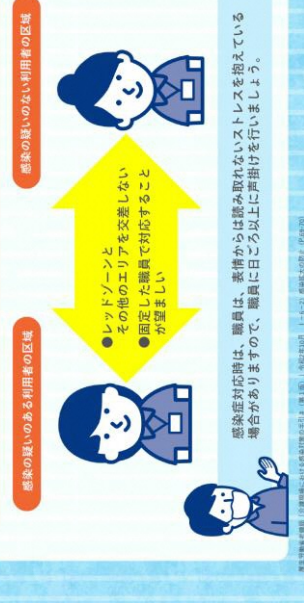 感染の疑いのある利用者の区域
感染の疑いのない利用者の区域
●レッドゾーンと
その他のエリアを交差しない
●固定した職員で対応すること
が望ましい
感染症対応時は、職員は、表情からは読み取れないストレスを抱えている
場合がありますので、職員に日ごろ以上に声掛けを行いましょう。